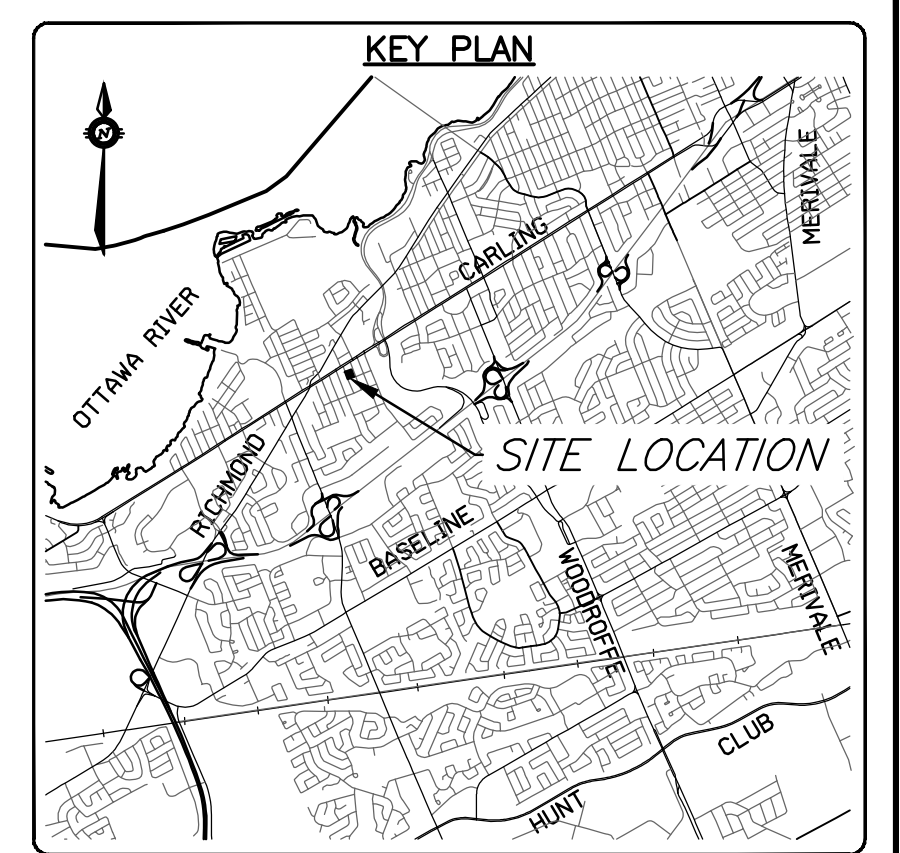 KEY PLAN
N
MERIVALE
CARLING
OTTAWA RIVER
SITE LOCATION
RICHMOND
BASELINE
WOODROFFE
MERIVALE
CLUB
HUNT